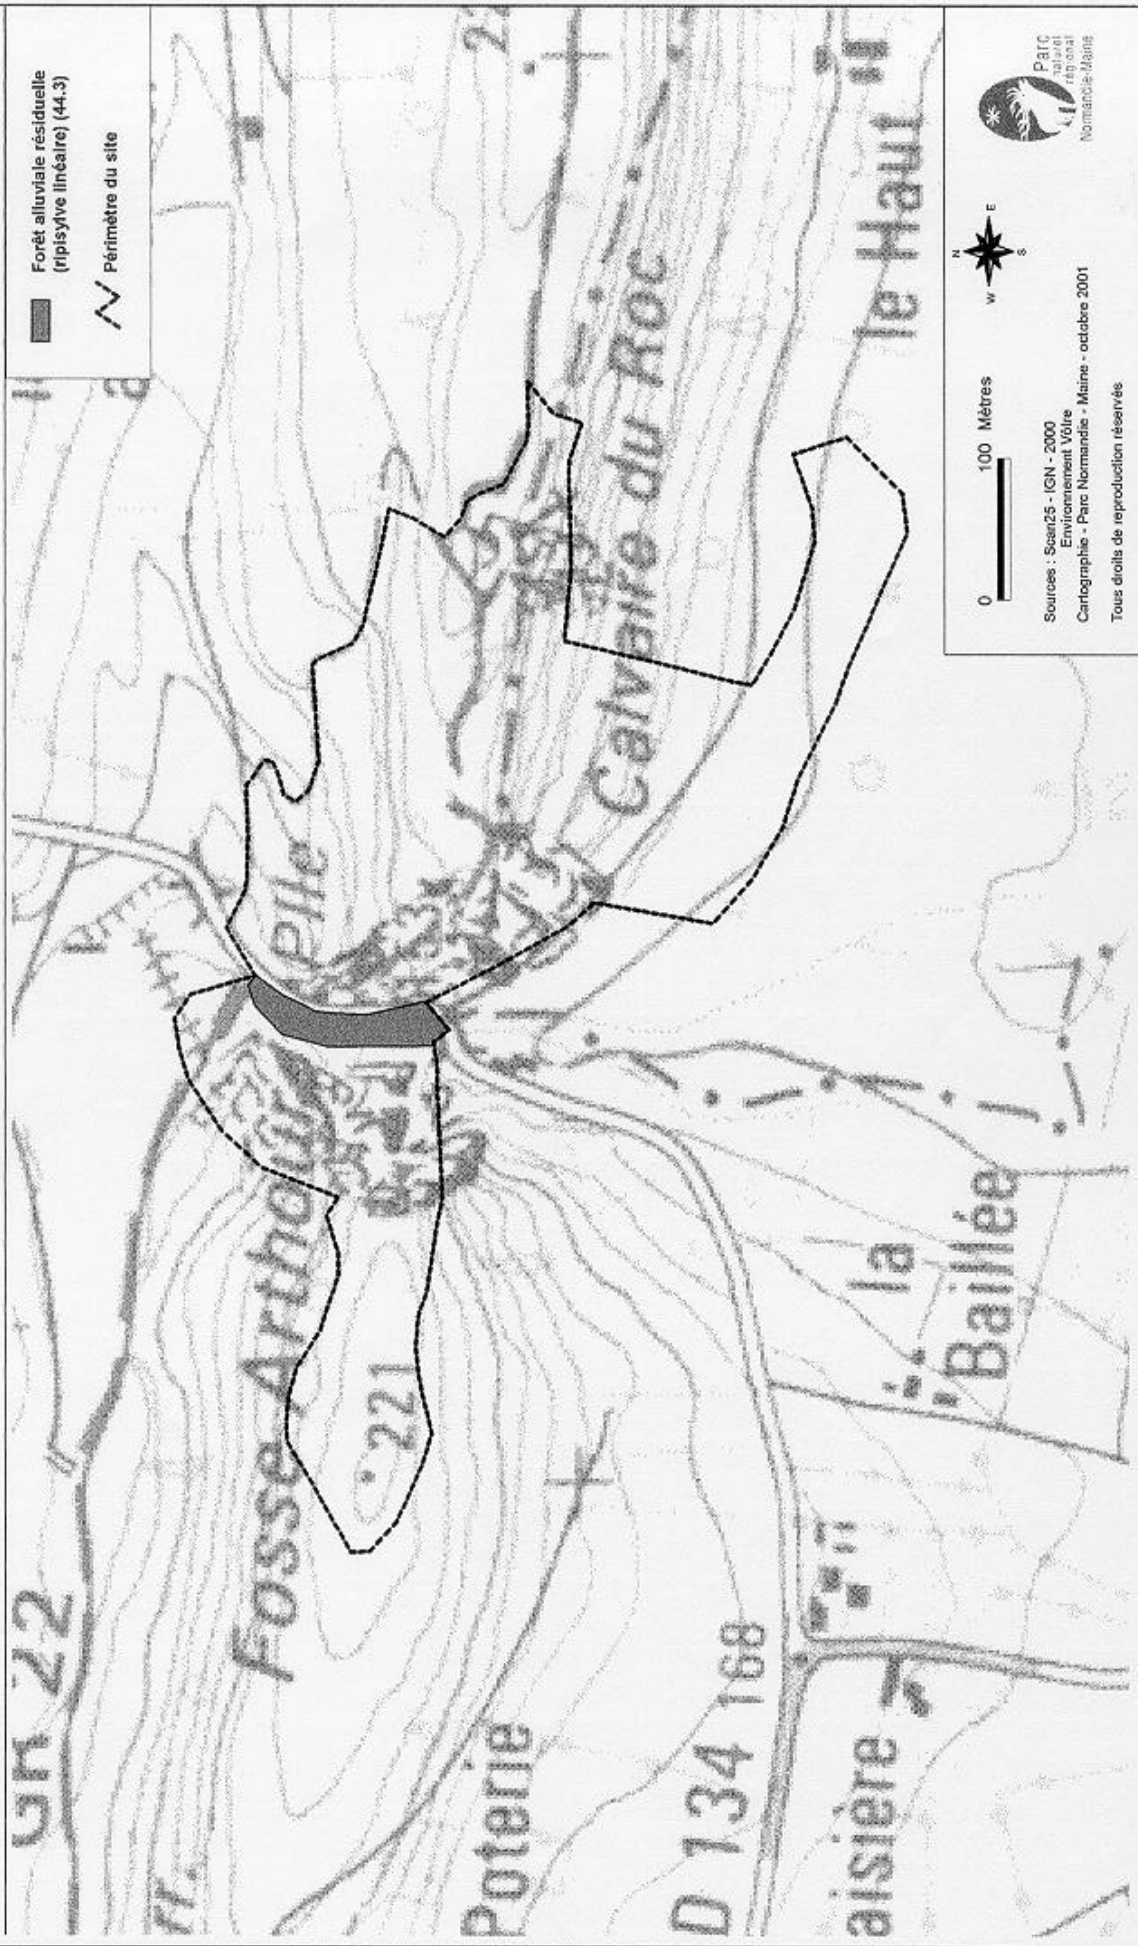 Forêt alluviale résiduelle
(ripisylve linéaire) (44.3)
Périmètre du site
GR 22
Fosse Arthour
221
Poterie
D 134
168
aisière
la
Baillée
elle
Calvaire du Roc
22
le Haut
N
W
E
S
0
100 Mètres
Sources : Scan25 - IGN - 2000
Environnement Vôtre
Cartographie - Parc Normandie - Maine - octobre 2001
Tous droits de reproduction réservés
Parc
naturel
régional
Normandie-Maine